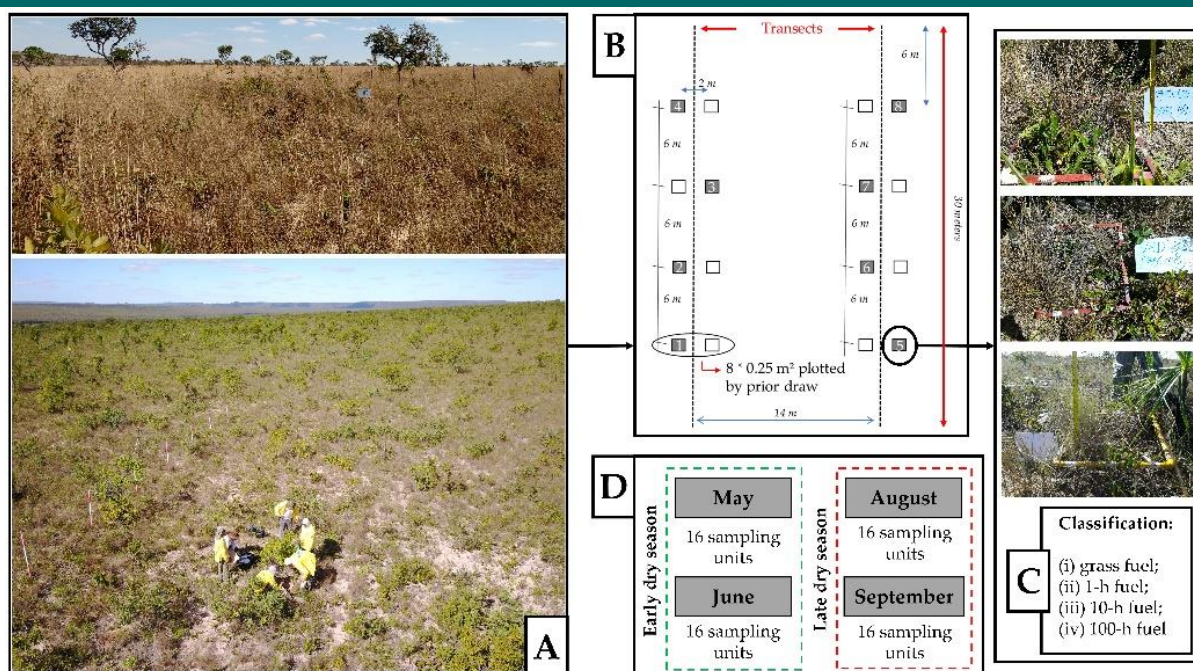 A
B
Transects
6 m
2 m
4
8
6 m
6 m
3
7
30 meters
6 m
6 m
2
6
6 m
6 m
1
5
8 * 0.25 m² plotted
by prior draw
14 m
C
Classification:
(i) grass fuel;
(ii) 1-h fuel;
(iii) 10-h fuel;
(iv) 100-h fuel
D
Early dry season
May
16 sampling
units
June
16 sampling
units
Late dry season
August
16 sampling
units
September
16 sampling
units